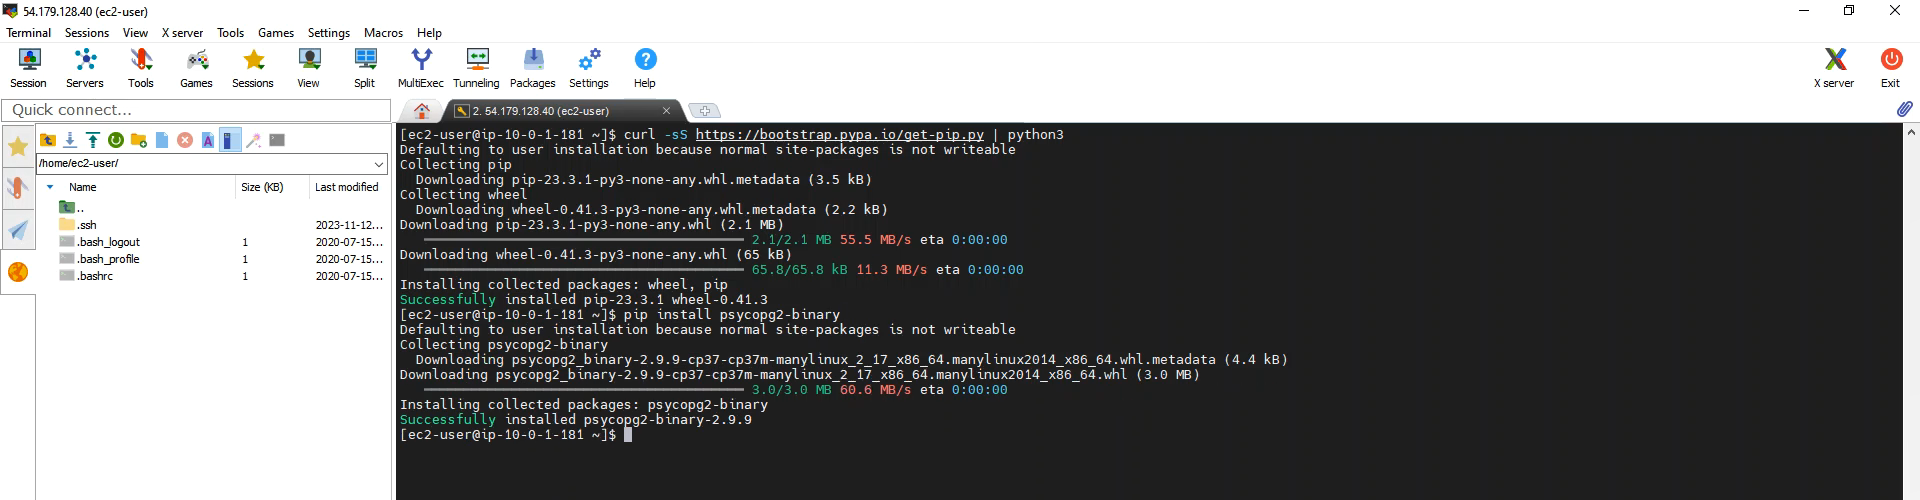 54.179.128.40 (ec2-user)
Terminal Sessions View X server Tools Games Settings Macros Help
Session Servers Tools Games Sessions View Split MultiExec Tunneling Packages Settings Help X server Exit
Quick connect...
2. 54.179.128.40 (ec2-user)
/home/ec2-user/
Name Size (KB) Last modified
..
.ssh 2023-11-12...
.bash_logout 1 2020-07-15...
.bash_profile 1 2020-07-15...
.bashrc 1 2020-07-15...
[ec2-user@ip-10-0-1-181 ~]$ curl -sS https://bootstrap.pypa.io/get-pip.py | python3
Defaulting to user installation because normal site-packages is not writeable
Collecting pip
Downloading pip-23.3.1-py3-none-any.whl.metadata (3.5 kB)
Collecting wheel
Downloading wheel-0.41.3-py3-none-any.whl.metadata (2.2 kB)
Downloading pip-23.3.1-py3-none-any.whl (2.1 MB)
2.1/2.1 MB 55.5 MB/s eta 0:00:00
Downloading wheel-0.41.3-py3-none-any.whl (65 kB)
65.8/65.8 kB 11.3 MB/s eta 0:00:00
Installing collected packages: wheel, pip
Successfully installed pip-23.3.1 wheel-0.41.3
[ec2-user@ip-10-0-1-181 ~]$ pip install psycopg2-binary
Defaulting to user installation because normal site-packages is not writeable
Collecting psycopg2-binary
Downloading psycopg2_binary-2.9.9-cp37-cp37m-manylinux_2_17_x86_64.manylinux2014_x86_64.whl.metadata (4.4 kB)
Downloading psycopg2_binary-2.9.9-cp37-cp37m-manylinux_2_17_x86_64.manylinux2014_x86_64.whl (3.0 MB)
3.0/3.0 MB 60.6 MB/s eta 0:00:00
Installing collected packages: psycopg2-binary
Successfully installed psycopg2-binary-2.9.9
[ec2-user@ip-10-0-1-181 ~]$